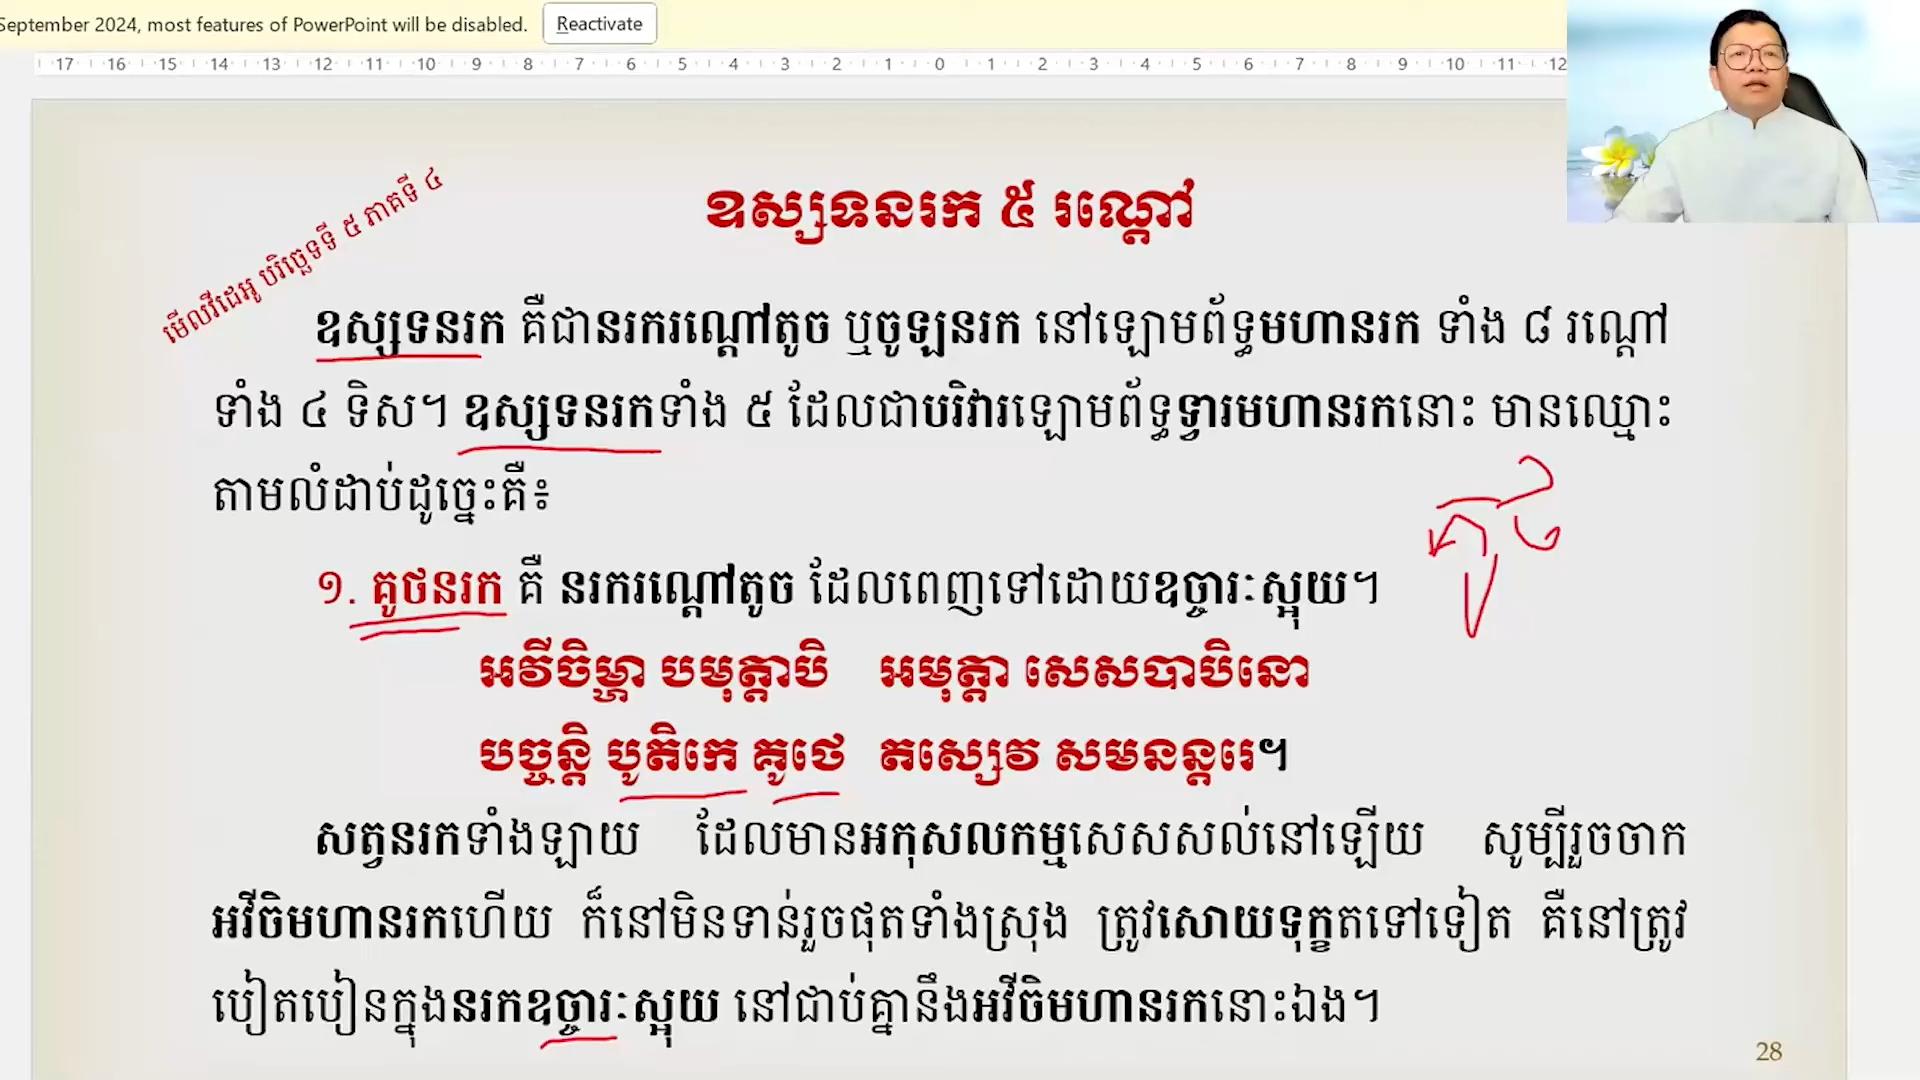 September 2024, most features of PowerPoint will be disabled. Reactivate
17 16 15 14 13 12 11 10 9 8 7 6 5 4 3 2 1 0 1 2 3 4 5 6 7 8 9 10 11 12
មើលវីដេអូ បរិច្ឆេទទី ៥ ភាគទី ៤
ឧស្សទនរក ៥ រណ្ដៅ
ឧស្សទនរក គឺជានរករណ្ដៅតូច ឬចូឡនរក នៅឡោមព័ទ្ធមហានរក ទាំង ៨ រណ្ដៅ
ទាំង ៤ ទិស។ ឧស្សទនរកទាំង ៥ ដែលជាបរិវារឡោមព័ទ្ធទ្វារមហានរកនោះ មានឈ្មោះ
តាមលំដាប់ដូច្នេះគឺ៖
គូថ
១. គូថនរក គឺ នរករណ្ដៅតូច ដែលពេញទៅដោយឧច្ចារៈស្អុយ។
អវីចិម្ហា បមុត្តាបិ អមុត្តា សេសបាបិនោ
បច្ចន្តិ បូតិកេ គូថេ តស្សេវ សមនន្តរេ។
សត្វនរកទាំងឡាយ ដែលមានអកុសលកម្មសេសសល់នៅឡើយ សូម្បីរួចចាក
អវីចិមហានរកហើយ ក៏នៅមិនទាន់រួចផុតទាំងស្រុង ត្រូវសោយទុក្ខតទៅទៀត គឺនៅត្រូវ
បៀតបៀនក្នុងនរកឧច្ចារៈស្អុយ នៅជាប់គ្នានឹងអវីចិមហានរកនោះឯង។
28